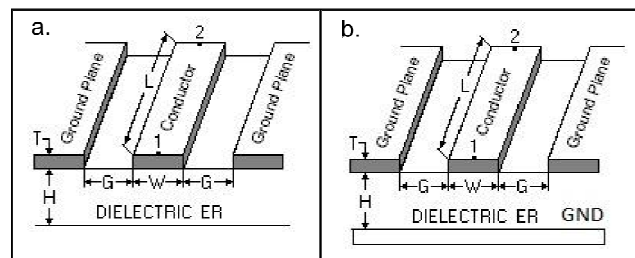 a.
2
Ground Plane
L
Conductor
Ground Plane
T
1
G W G
H
DIELECTRIC ER
b.
2
Ground Plane
L
Conductor
Ground Plane
T
1
G W G
H
DIELECTRIC ER GND